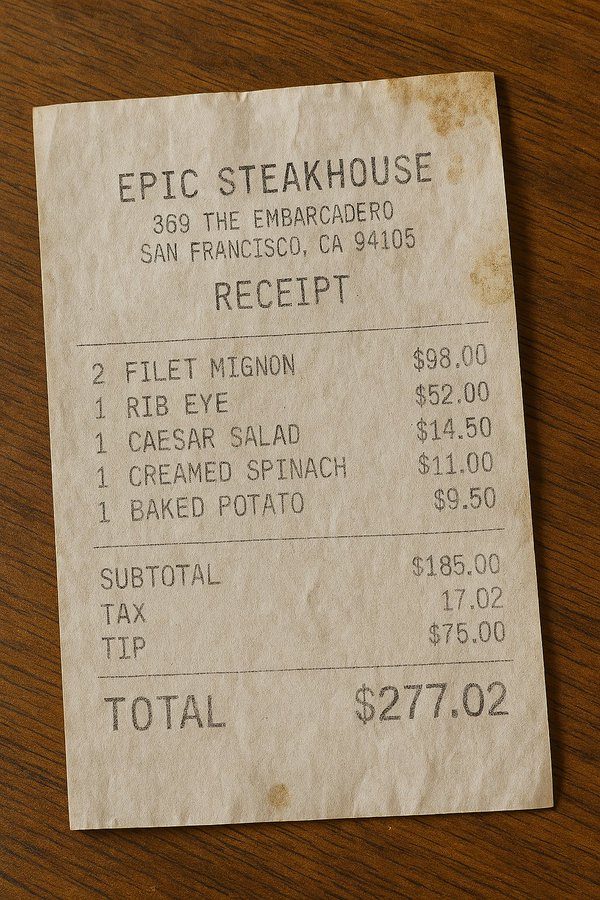 EPIC STEAKHOUSE
369 THE EMBARCADERO
SAN FRANCISCO, CA 94105
RECEIPT
2 FILET MIGNON $98.00
1 RIB EYE $52.00
1 CAESAR SALAD $14.50
1 CREAMED SPINACH $11.00
1 BAKED POTATO $9.50
SUBTOTAL $185.00
TAX 17.02
TIP $75.00
TOTAL $277.02